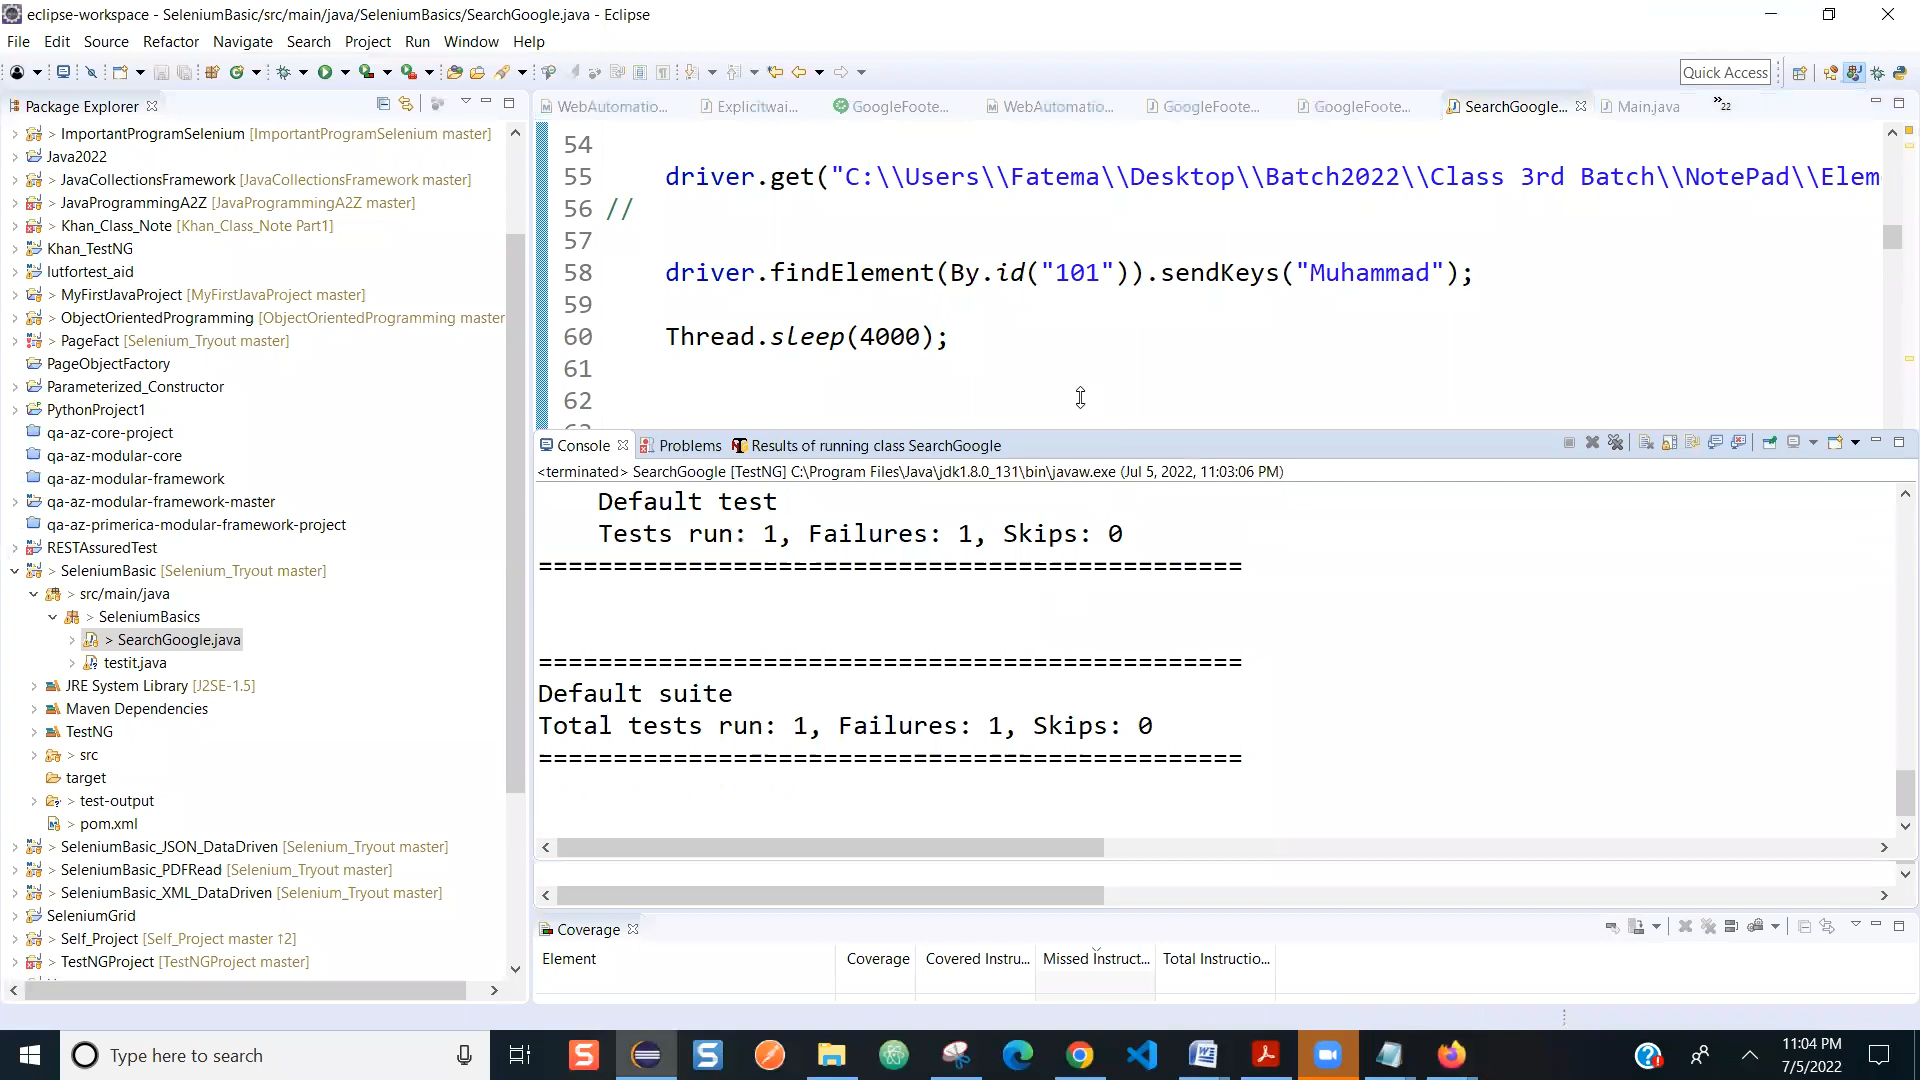 eclipse-workspace - SeleniumBasic/src/main/java/SeleniumBasics/SearchGoogle.java - Eclipse
File Edit Source Refactor Navigate Search Project Run Window Help
Quick Access
Package Explorer
WebAutomatio... Explicitwai... GoogleFoote... WebAutomatio... GoogleFoote... GoogleFoote... SearchGoogle... Main.java »22
> ImportantProgramSelenium [ImportantProgramSelenium master]
Java2022
> JavaCollectionsFramework [JavaCollectionsFramework master]
> JavaProgrammingA2Z [JavaProgrammingA2Z master]
> Khan_Class_Note [Khan_Class_Note Part1]
Khan_TestNG
lutfortest_aid
> MyFirstJavaProject [MyFirstJavaProject master]
> ObjectOrientedProgramming [ObjectOrientedProgramming master
> PageFact [Selenium_Tryout master]
PageObjectFactory
Parameterized_Constructor
PythonProject1
qa-az-core-project
qa-az-modular-core
qa-az-modular-framework
qa-az-modular-framework-master
qa-az-primerica-modular-framework-project
RESTAssuredTest
> SeleniumBasic [Selenium_Tryout master]
> src/main/java
> SeleniumBasics
> SearchGoogle.java
testit.java
JRE System Library [J2SE-1.5]
Maven Dependencies
TestNG
> src
target
> test-output
> pom.xml
> SeleniumBasic_JSON_DataDriven [Selenium_Tryout master]
> SeleniumBasic_PDFRead [Selenium_Tryout master]
> SeleniumBasic_XML_DataDriven [Selenium_Tryout master]
SeleniumGrid
> Self_Project [Self_Project master ↑2]
> TestNGProject [TestNGProject master]
54
55 driver.get("C:\\Users\\Fatema\\Desktop\\Batch2022\\Class 3rd Batch\\NotePad\\Elem
56 //
57
58 driver.findElement(By.id("101")).sendKeys("Muhammad");
59
60 Thread.sleep(4000);
61
62
Console Problems Results of running class SearchGoogle
<terminated> SearchGoogle [TestNG] C:\Program Files\Java\jdk1.8.0_131\bin\javaw.exe (Jul 5, 2022, 11:03:06 PM)
Default test
Tests run: 1, Failures: 1, Skips: 0
===============================================
===============================================
Default suite
Total tests run: 1, Failures: 1, Skips: 0
===============================================
Coverage
Element Coverage Covered Instru... Missed Instruct... Total Instructio...
Type here to search
11:04 PM
7/5/2022